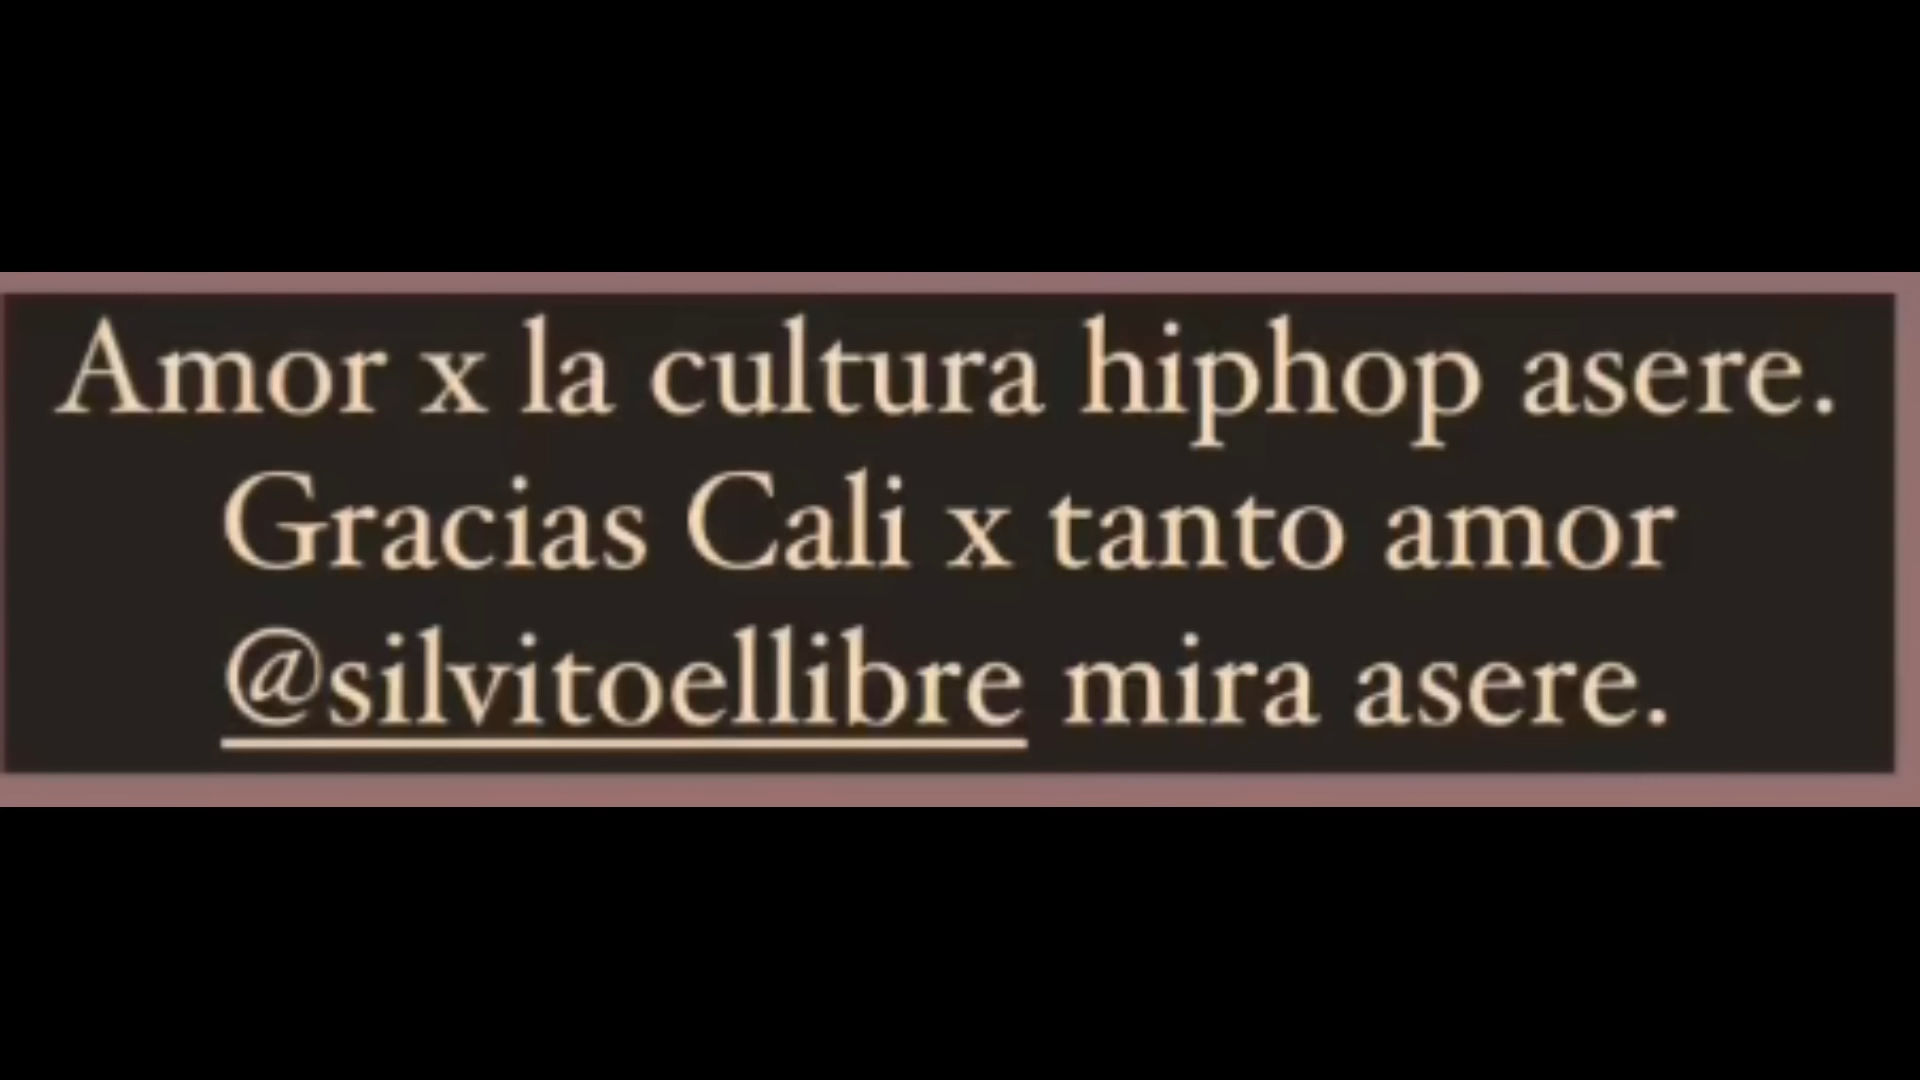 Amor x la cultura hiphop asere.
Gracias Cali x tanto amor
@silvitoellibre mira asere.